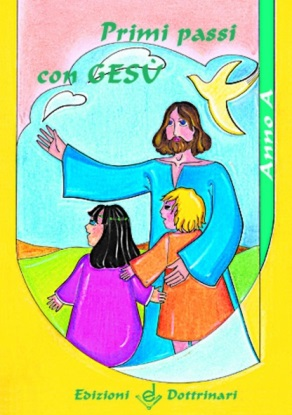 Primi passi
con GESÙ
Anno A
Edizioni Dottrinari